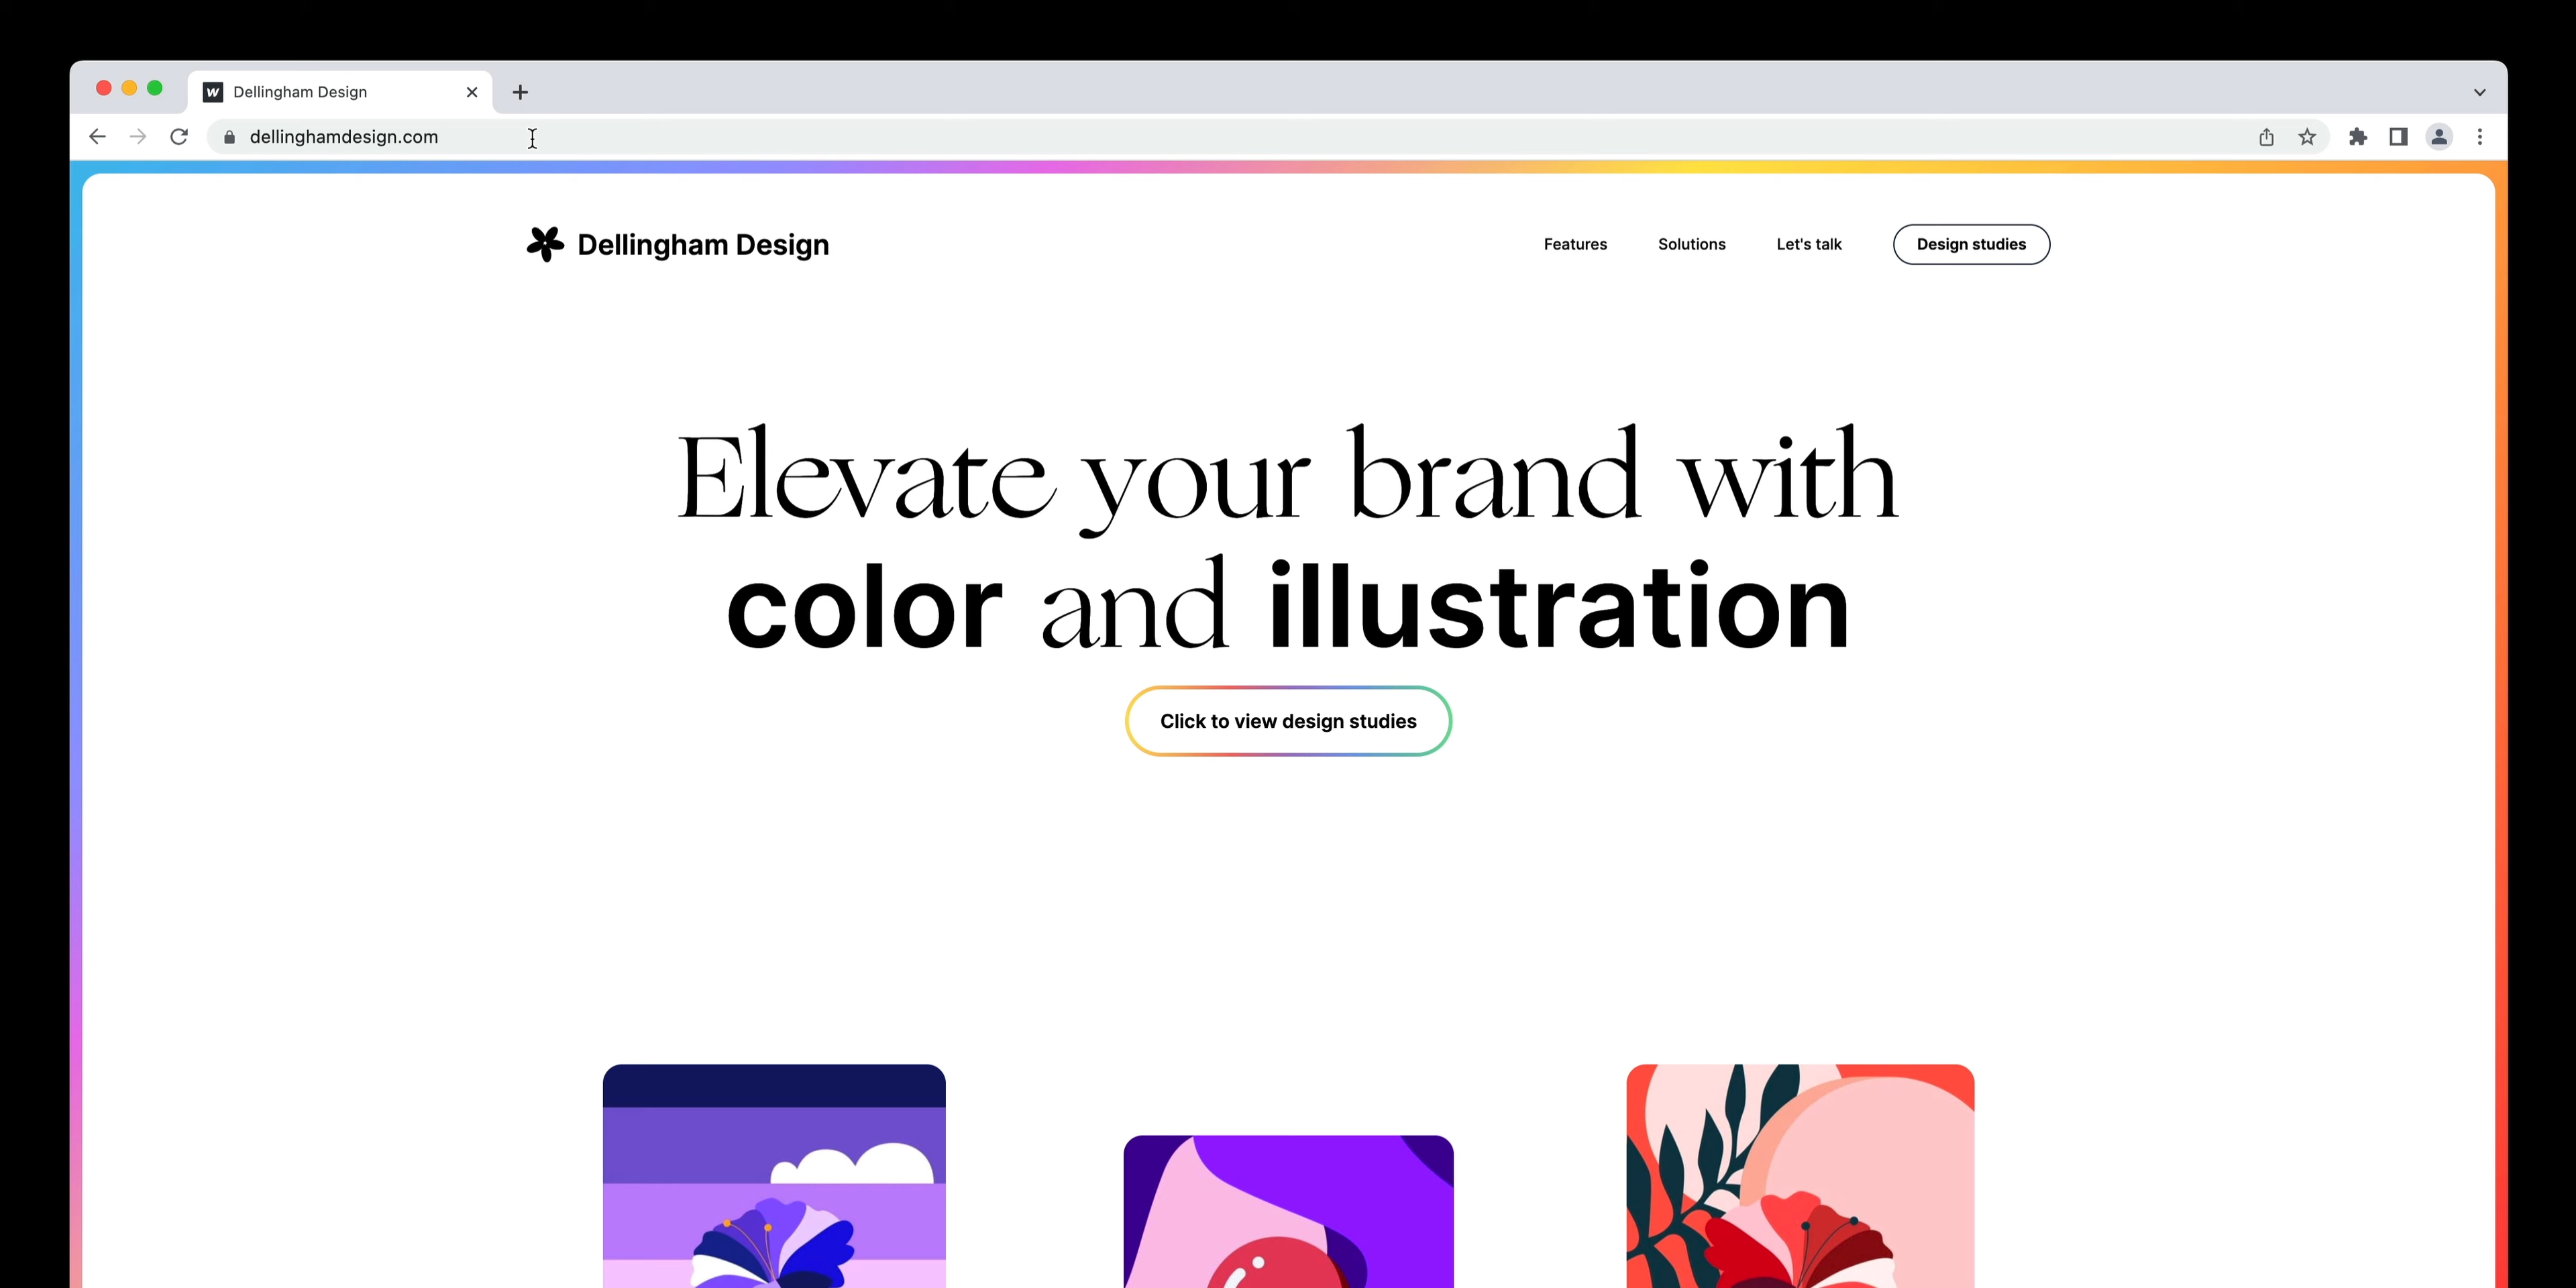 Dellingham Design
dellinghamdesign.com
Dellingham Design
Features
Solutions
Let's talk
Design studies
Elevate your brand with
color and illustration
Click to view design studies